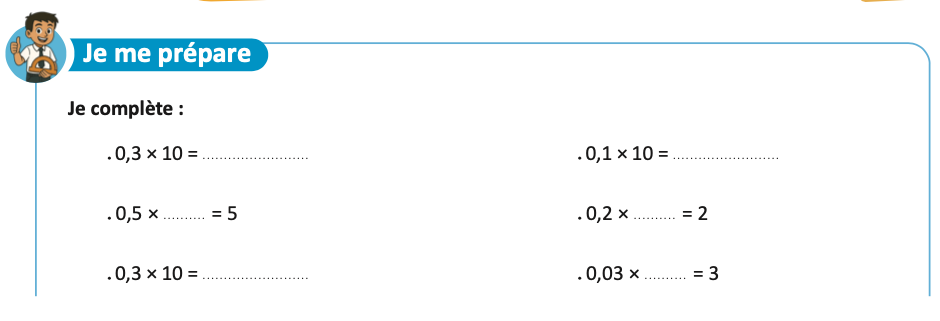 Je me prépare
Je complète :
. 0,3 × 10 = .........................
. 0,1 × 10 = .........................
. 0,5 × .......... = 5
. 0,2 × .......... = 2
. 0,3 × 10 = .........................
. 0,03 × .......... = 3